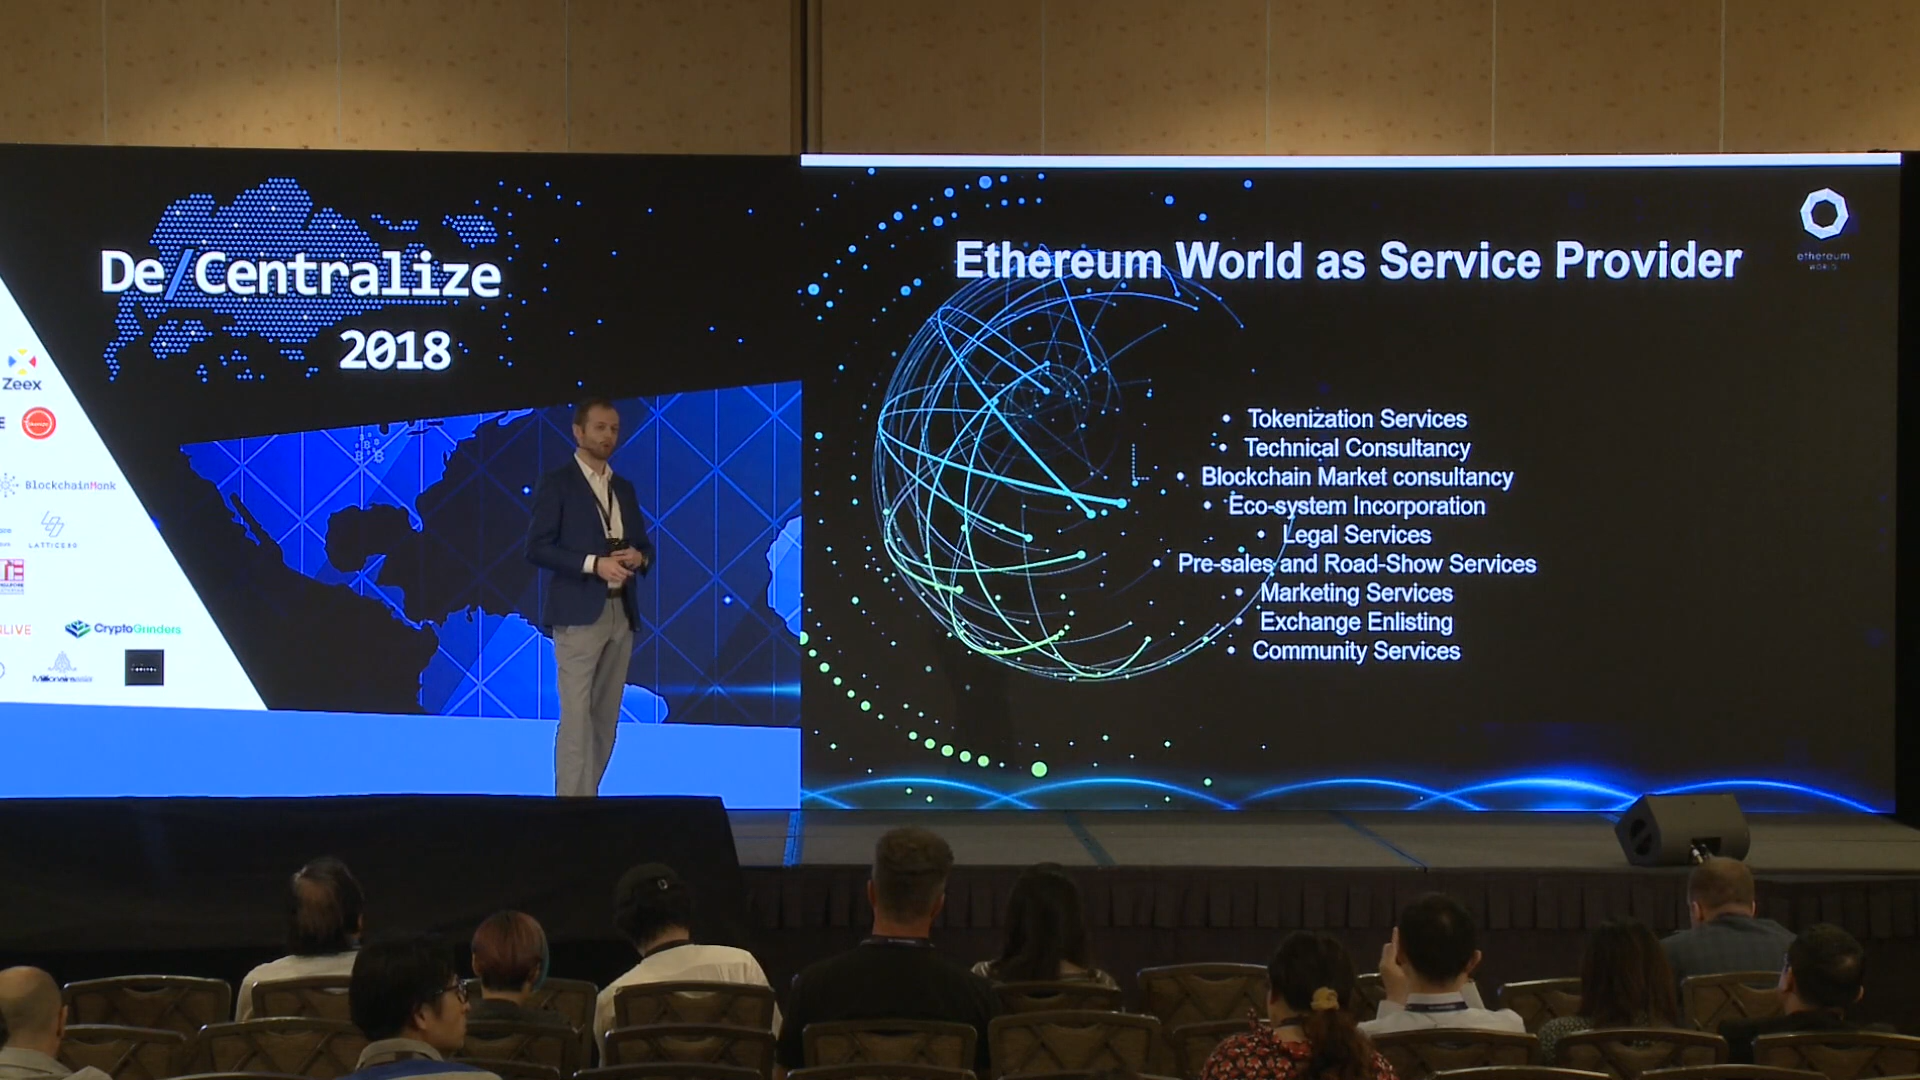 De/Centralize
2018
Zeex
E
BlockchainMonk
LATTICE80
LIVE
CryptoGrinders
Millionaireasia
Ethereum World as Service Provider
ethereum
WORLD
• Tokenization Services
• Technical Consultancy
• Blockchain Market consultancy
• Eco-system Incorporation
• Legal Services
• Pre-sales and Road-Show Services
• Marketing Services
• Exchange Enlisting
• Community Services